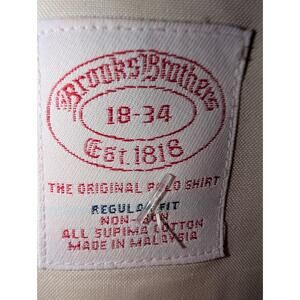 Brooks Brothers
18-34
Est. 1818
THE ORIGINAL POLO SHIRT
REGULAR FIT
NON-IRON
ALL SUPIMA COTTON
MADE IN MALAYSIA